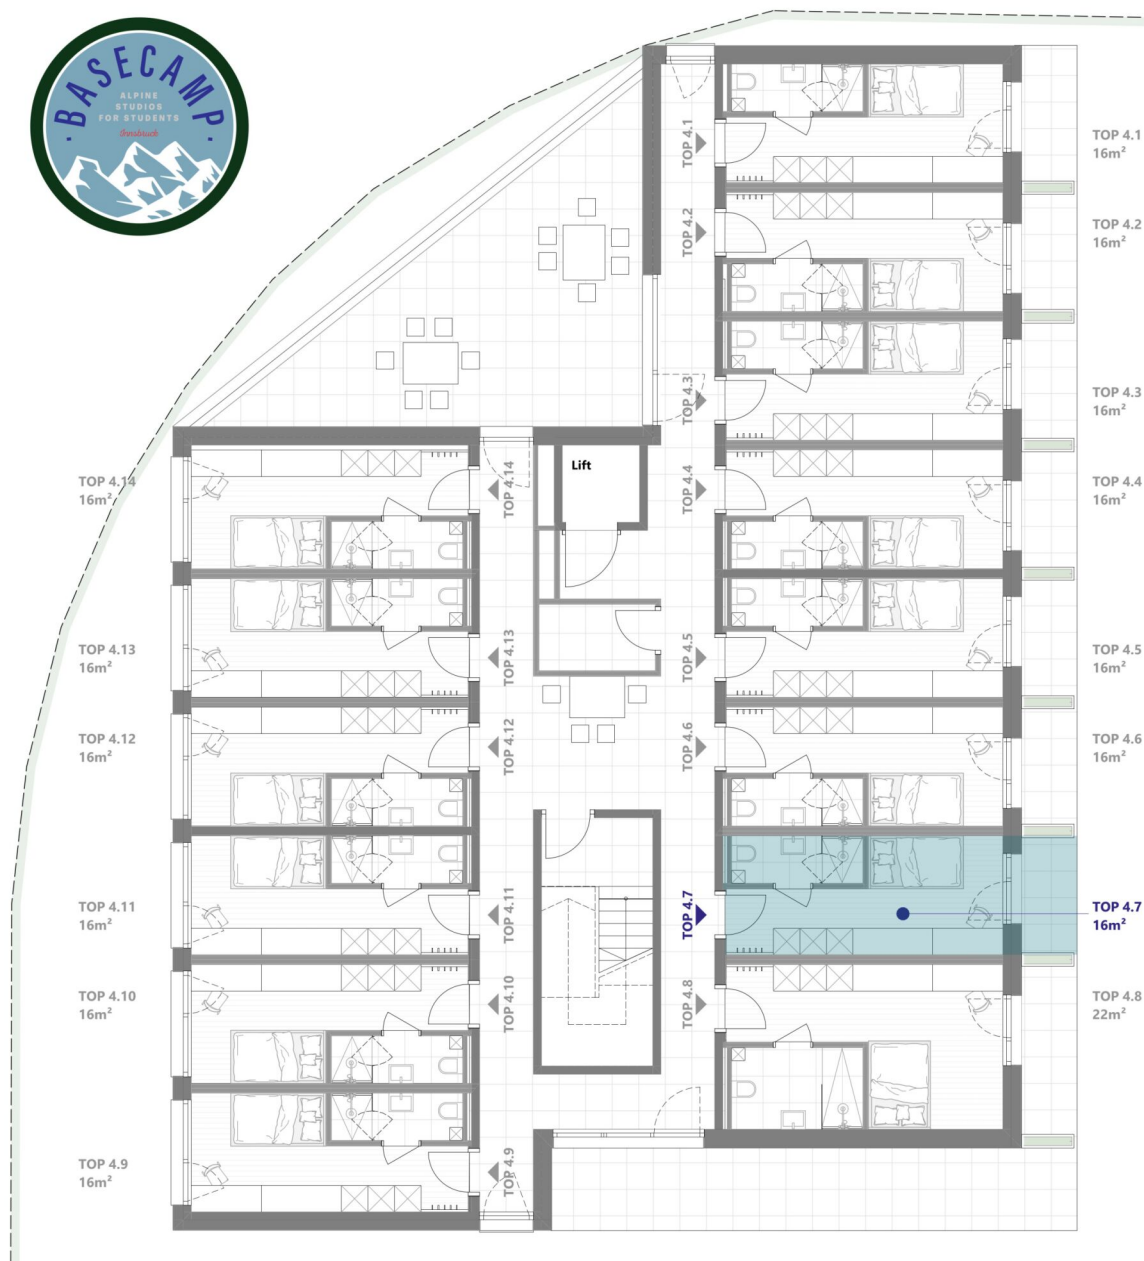 BASECAMP
ALPINE
STUDIOS
FOR STUDENTS
Innsbruck
TOP 4.1
TOP 4.1
16m²
TOP 4.2
TOP 4.2
16m²
TOP 4.3
TOP 4.3
16m²
Lift
TOP 4.14
16m²
TOP 4.14
TOP 4.4
TOP 4.4
16m²
TOP 4.13
16m²
TOP 4.13
TOP 4.5
TOP 4.5
16m²
TOP 4.12
16m²
TOP 4.12
TOP 4.6
TOP 4.6
16m²
TOP 4.11
16m²
TOP 4.11
TOP 4.7
TOP 4.7
16m²
TOP 4.10
16m²
TOP 4.10
TOP 4.8
TOP 4.8
22m²
TOP 4.9
16m²
TOP 4.9